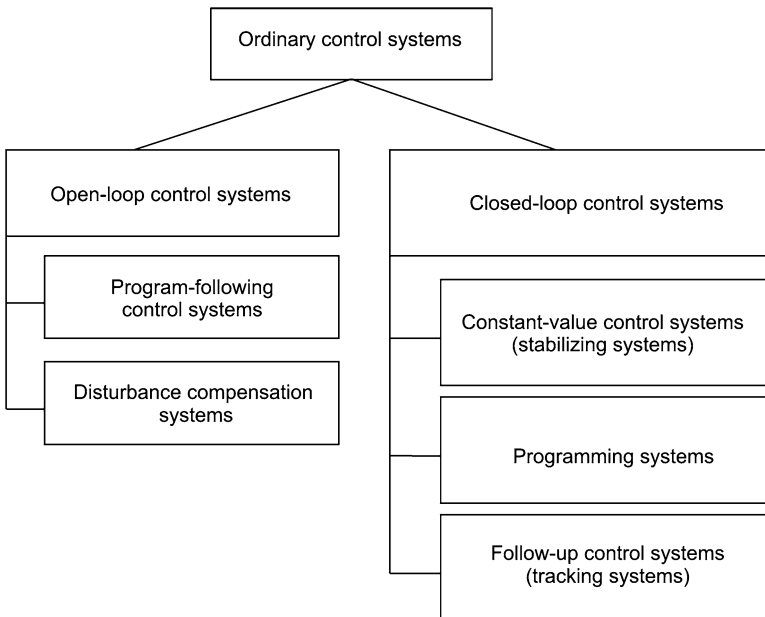 Ordinary control systems
Open-loop control systems
Program-following
control systems
Disturbance compensation
systems
Closed-loop control systems
Constant-value control systems
(stabilizing systems)
Programming systems
Follow-up control systems
(tracking systems)